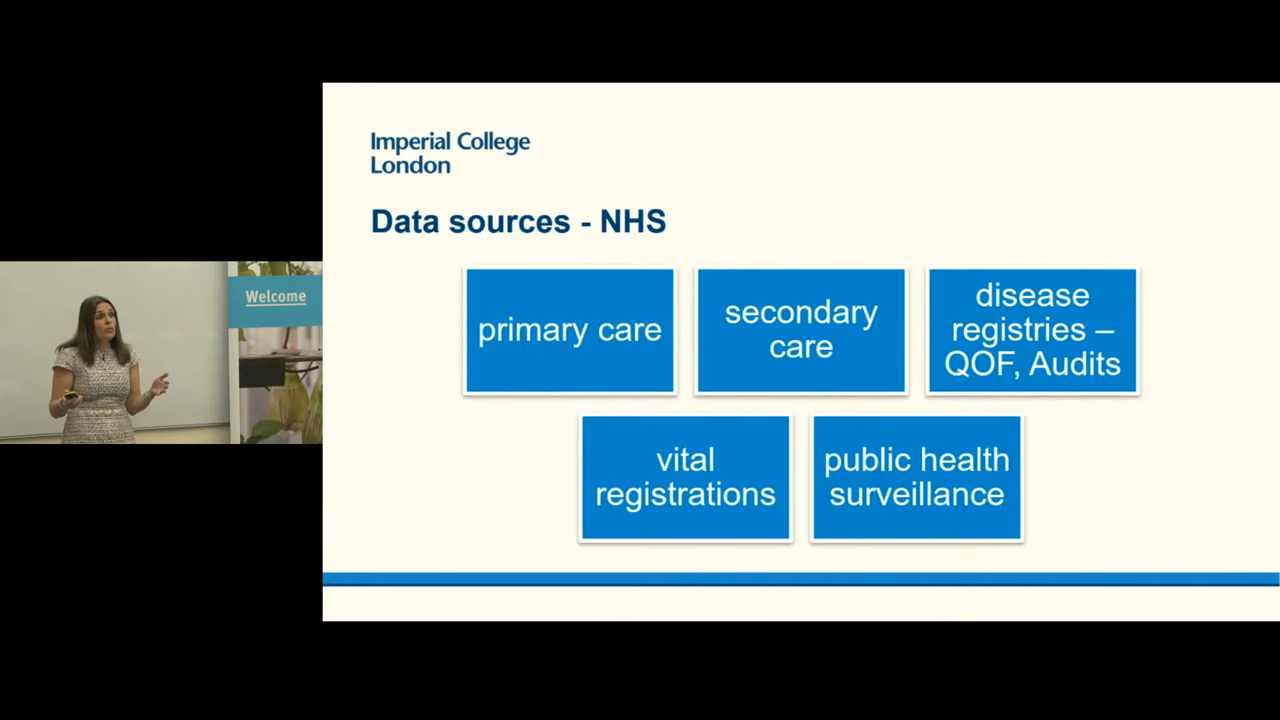 Imperial College
London
Data sources - NHS
Welcome
primary care
secondary
care
disease
registries –
QOF, Audits
vital
registrations
public health
surveillance